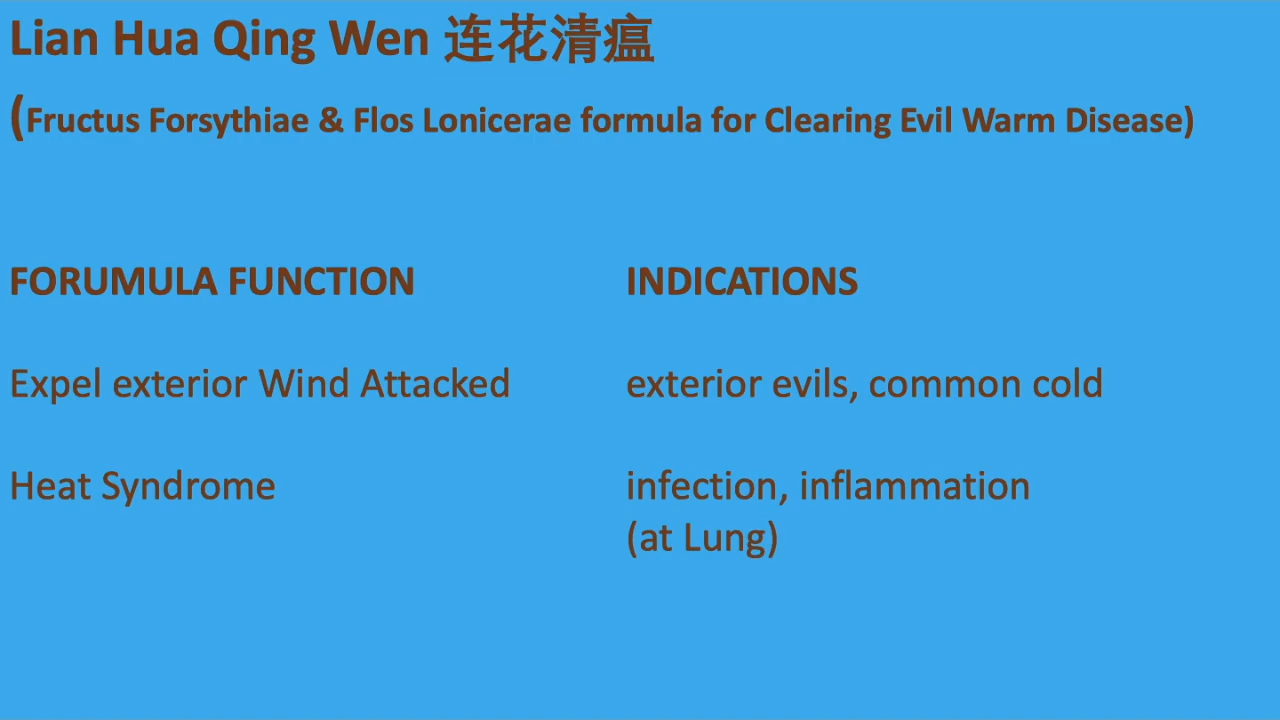 Lian Hua Qing Wen 连花清瘟
(Fructus Forsythiae & Flos Lonicerae formula for Clearing Evil Warm Disease)
FORUMULA FUNCTION
INDICATIONS
Expel exterior Wind Attacked
exterior evils, common cold
Heat Syndrome
infection, inflammation
(at Lung)